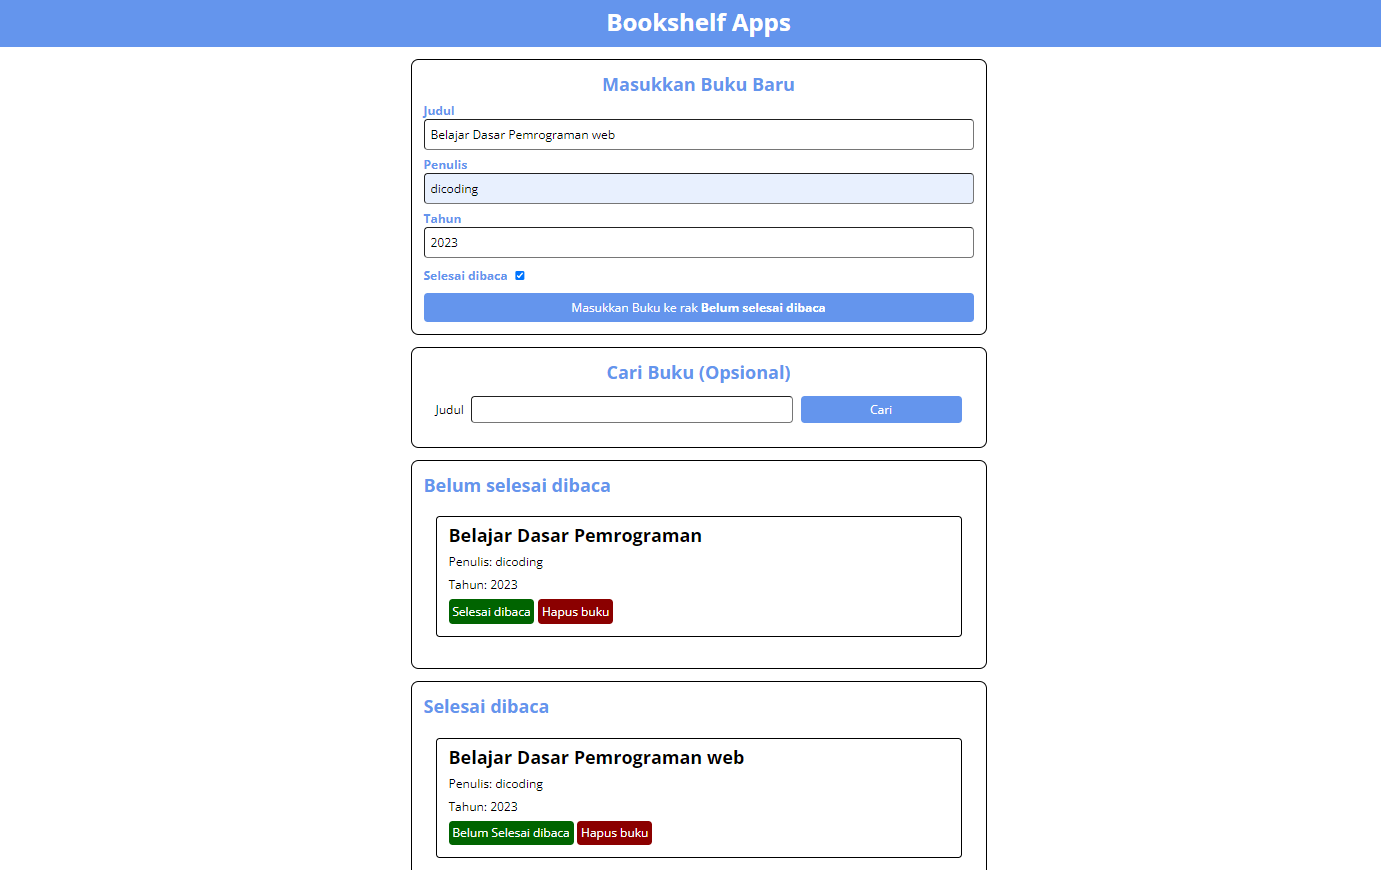 Bookshelf Apps
Masukkan Buku Baru
Judul
Belajar Dasar Pemrograman web
Penulis
dicoding
Tahun
2023
Selesai dibaca
Masukkan Buku ke rak Belum selesai dibaca
Cari Buku (Opsional)
Judul Cari
Belum selesai dibaca
Belajar Dasar Pemrograman
Penulis: dicoding
Tahun: 2023
Selesai dibaca Hapus buku
Selesai dibaca
Belajar Dasar Pemrograman web
Penulis: dicoding
Tahun: 2023
Belum Selesai dibaca Hapus buku